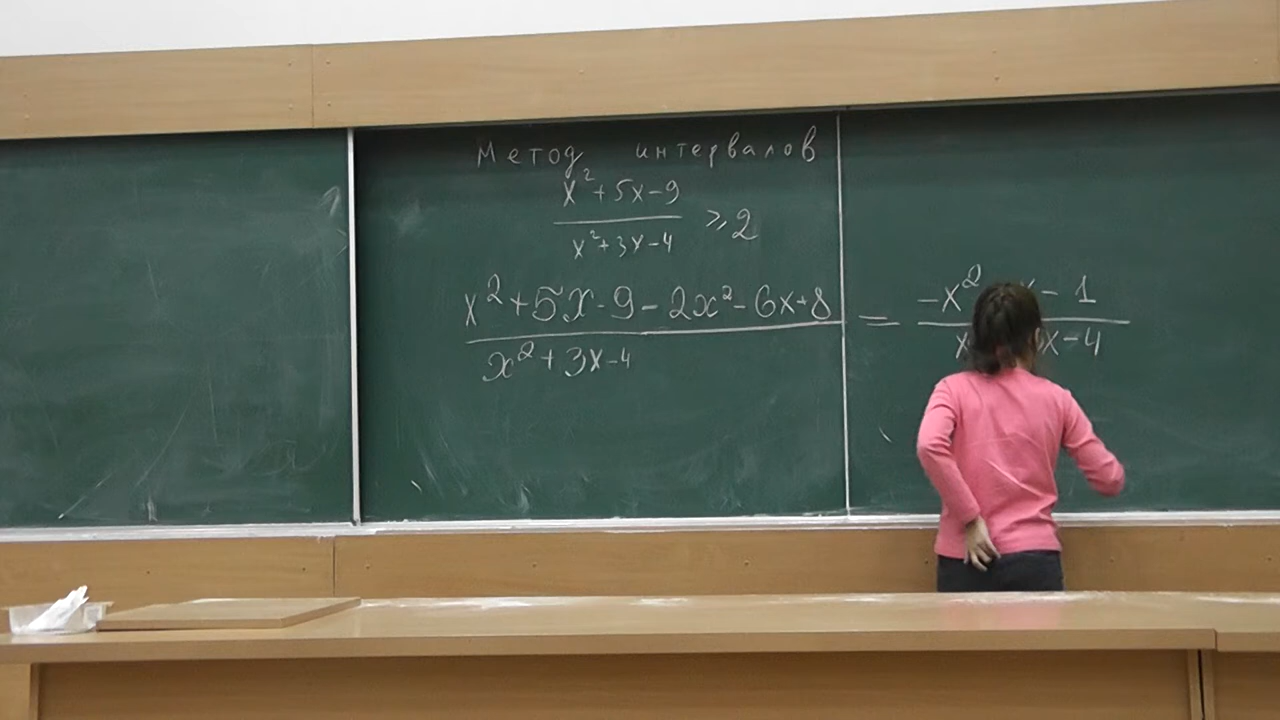 Метод интервалов
x²+5x-9
x²+3x-4
⩾2
x²+5x-9-2x²-6x+8
x²+3x-4
=
-x² x-1
x x-4